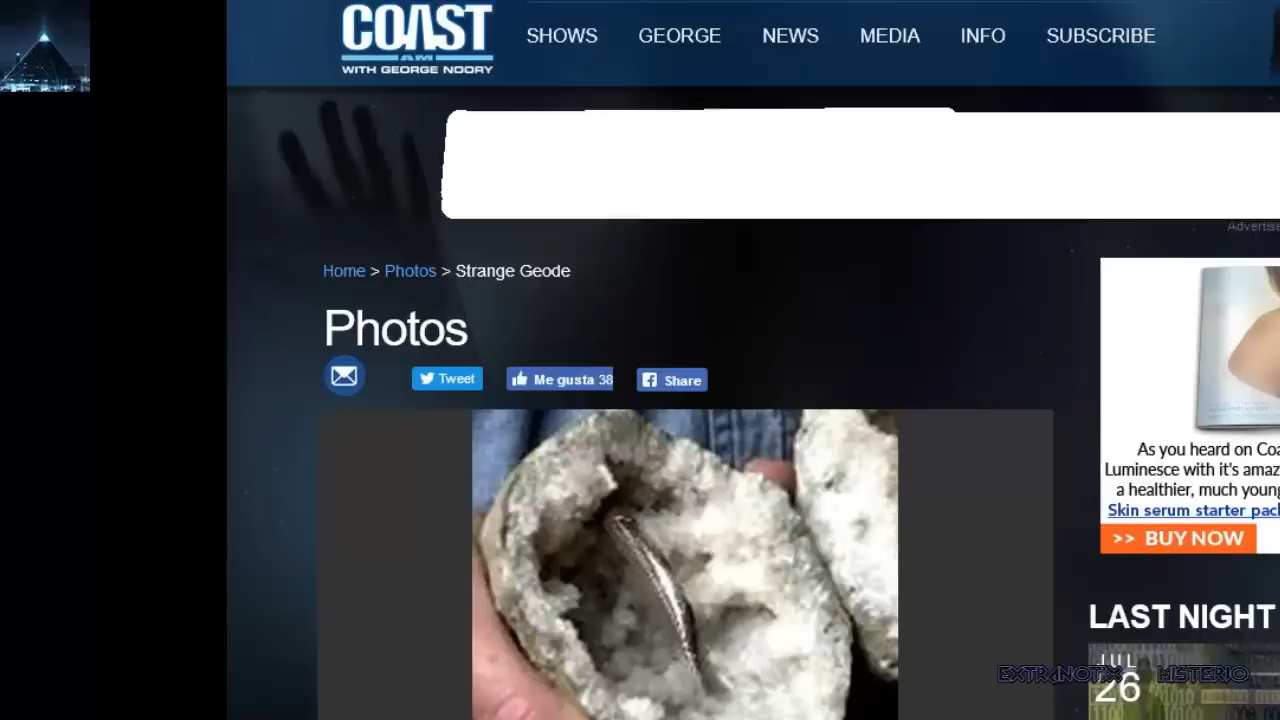 COAST
AM
WITH GEORGE NOORY
SHOWS GEORGE NEWS MEDIA INFO SUBSCRIBE
Home > Photos > Strange Geode
Photos
Tweet Me gusta 38 Share
As you heard on Coa
Luminesce with it's amaz
a healthier, much young
Skin serum starter pac
>> BUY NOW
LAST NIGHT
JUL
26
EXTRANOTIX MISTERIO